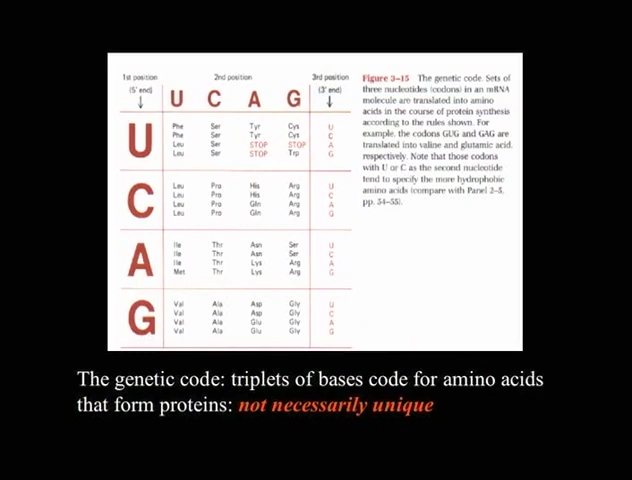 1st position 2nd position 3rd position
(5' end) (3' end)
↓ U C A G ↓
U Phe Ser Tyr Cys U
Phe Ser Tyr Cys C
Leu Ser STOP STOP A
Leu Ser STOP Trp G
C Leu Pro His Arg U
Leu Pro His Arg C
Leu Pro Gln Arg A
Leu Pro Gln Arg G
A Ile Thr Asn Ser U
Ile Thr Asn Ser C
Ile Thr Lys Arg A
Met Thr Lys Arg G
G Val Ala Asp Gly U
Val Ala Asp Gly C
Val Ala Glu Gly A
Val Ala Glu Gly G
Figure 3–15 The genetic code. Sets of
three nucleotides (codons) in an mRNA
molecule are translated into amino
acids in the course of protein synthesis
according to the rules shown. For
example, the codons GUG and GAG are
translated into valine and glutamic acid,
respectively. Note that those codons
with U or C as the second nucleotide
tend to specify the more hydrophobic
amino acids (compare with Panel 2–5,
pp. 54–55).
The genetic code: triplets of bases code for amino acids
that form proteins: not necessarily unique